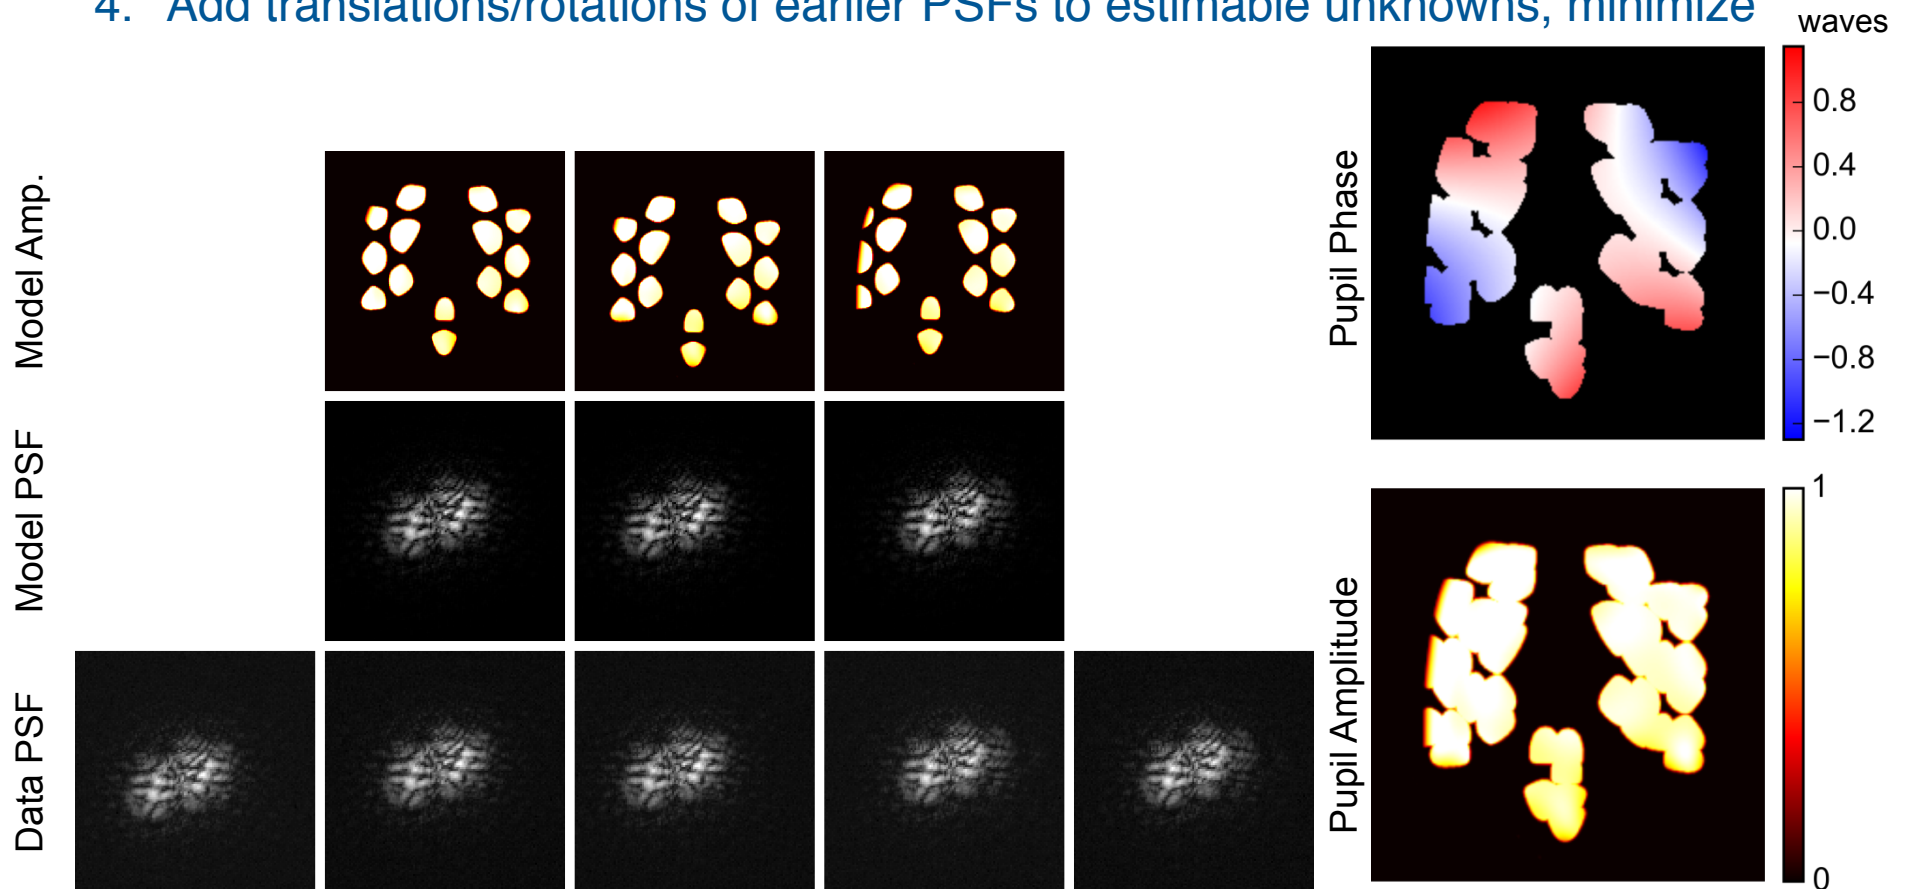 4. Add translations/rotations of earlier PSFs to estimable unknowns, minimize
waves
Model Amp.
Model PSF
Data PSF
Pupil Phase
0.8
0.4
0.0
−0.4
−0.8
−1.2
Pupil Amplitude
1
0